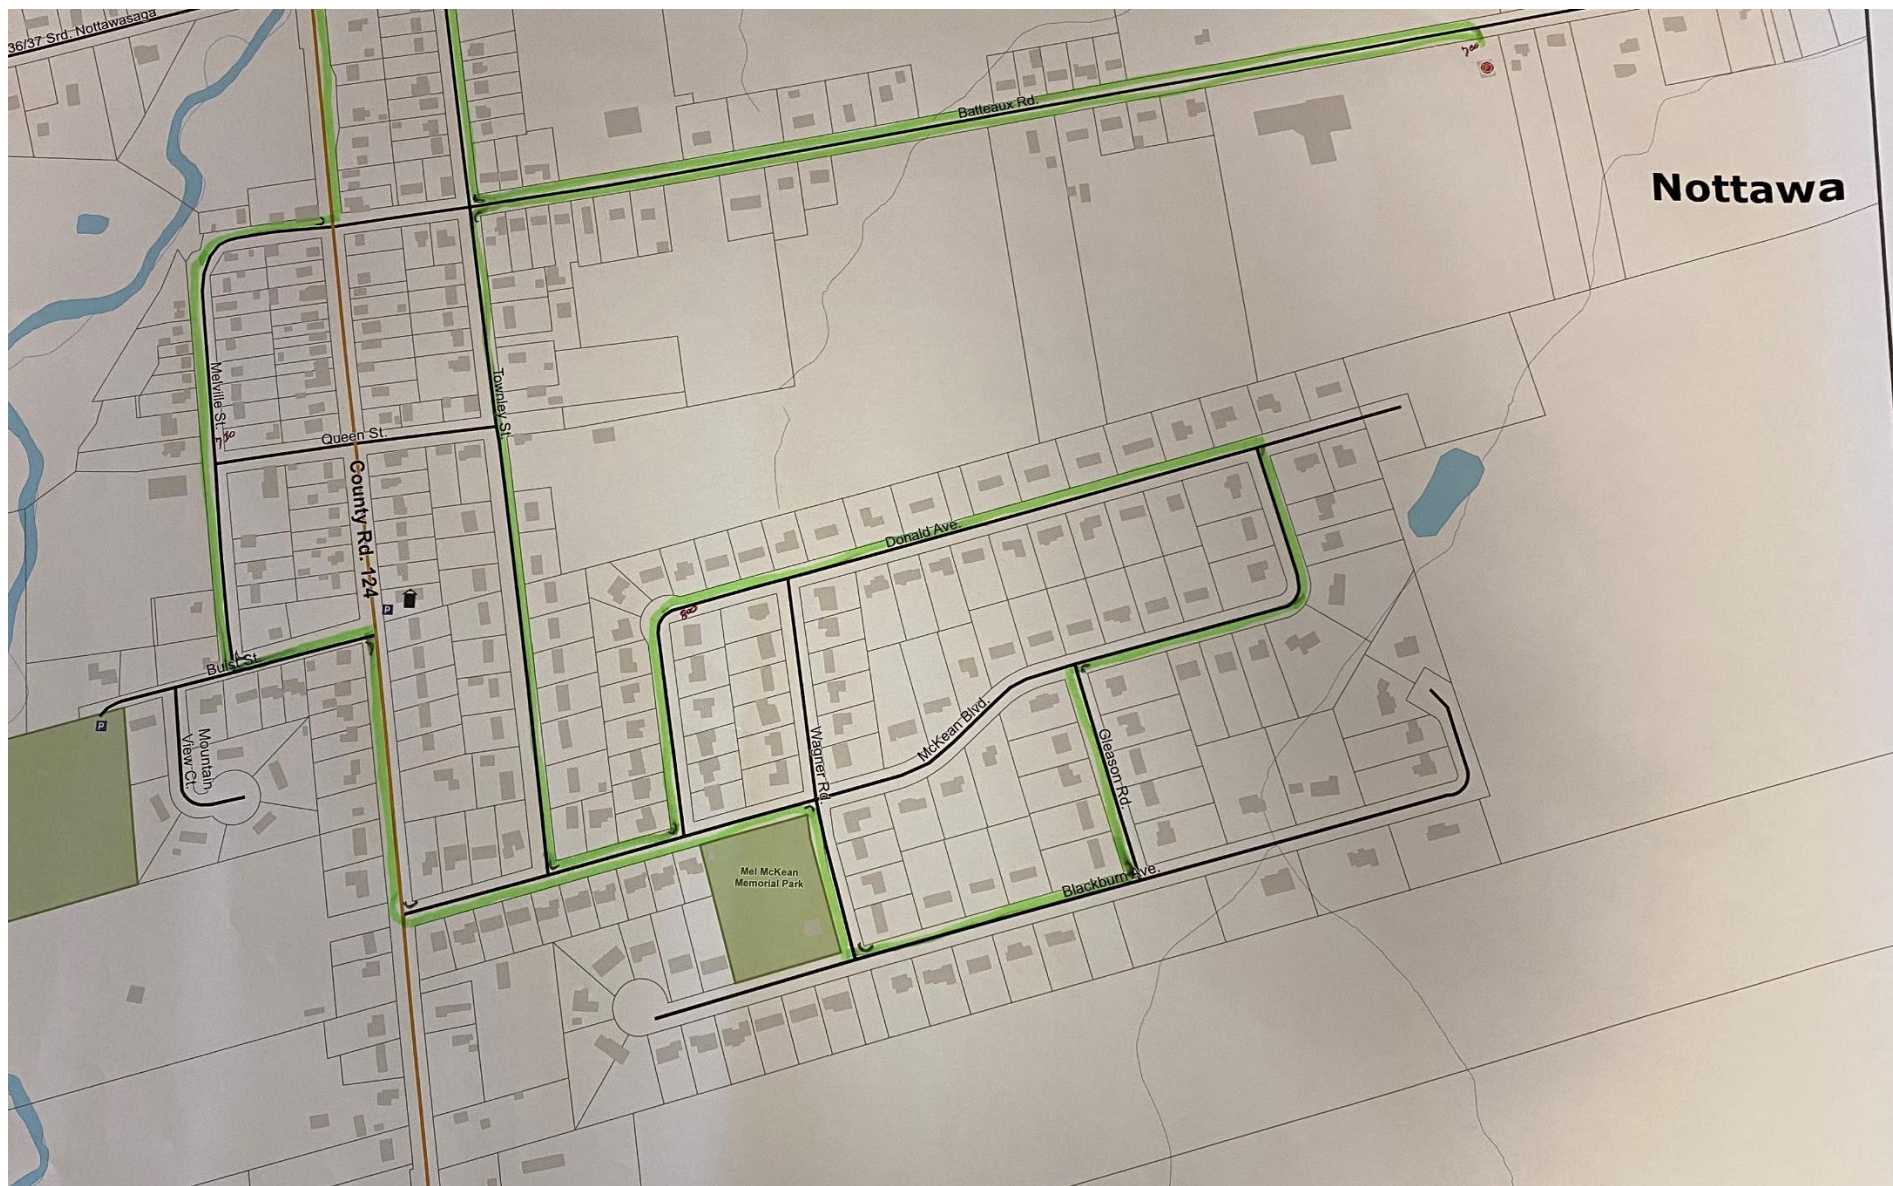 36/37 Srd. Nottawasaga
Batteaux Rd.
Nottawa
Melville St.
Townley St.
Queen St.
County Rd. 124
P
Donald Ave.
Buist St.
P
Mountain
View Ct.
Wagner Rd.
McKean Blvd.
Gleason Rd.
Mel McKean
Memorial Park
Blackburn Ave.